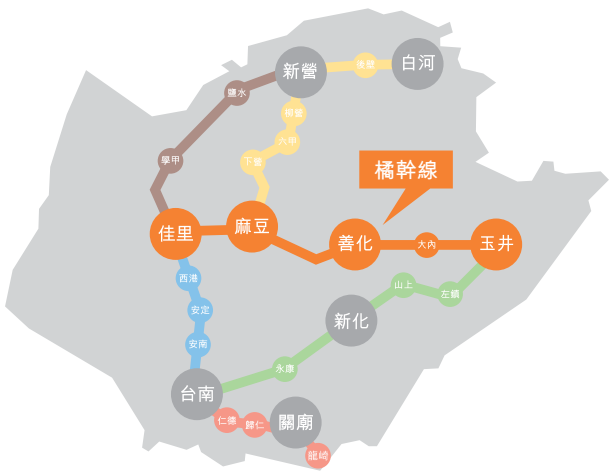 新營
後營
白河
鹽水
柳營
六甲
下營
學甲
橘幹線
佳里
麻豆
善化
大內
玉井
西港
山上
左鎮
安定
新化
安南
永康
台南
仁德
歸仁
關廟
龍崎